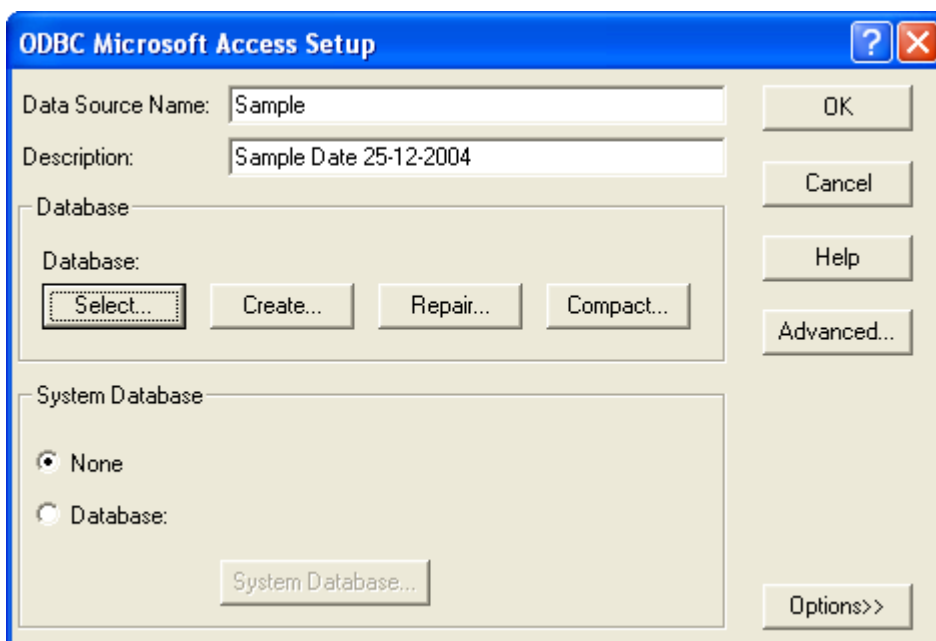 ODBC Microsoft Access Setup
Data Source Name: Sample
OK
Description: Sample Date 25-12-2004
Cancel
Database
Database:
Help
Select... Create... Repair... Compact...
Advanced...
System Database
None
Database:
System Database...
Options>>